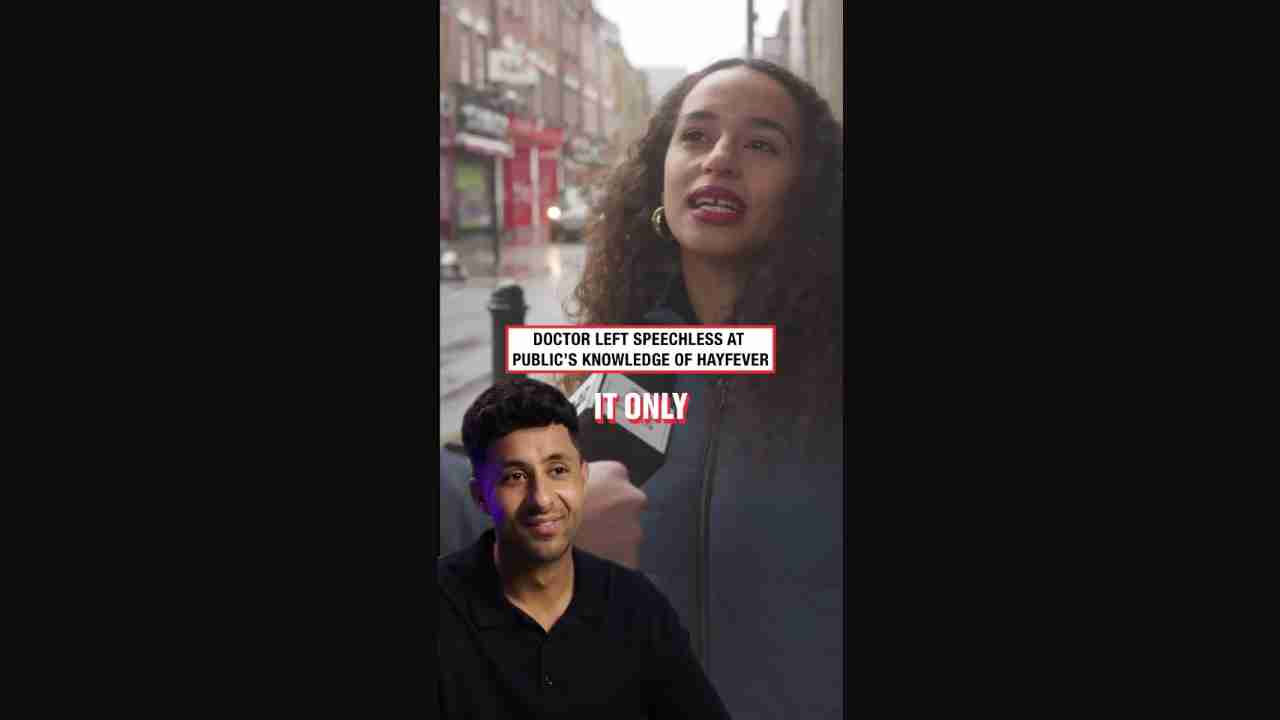 DOCTOR LEFT SPEECHLESS AT
PUBLIC'S KNOWLEDGE OF HAYFEVER
IT ONLY